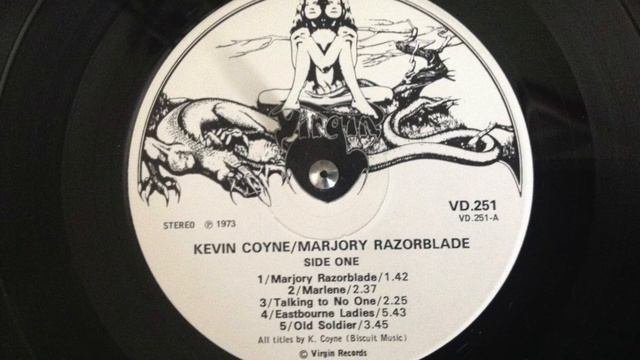 Virgin
VD.251
STEREO ℗ 1973
VD.251-A
KEVIN COYNE/MARJORY RAZORBLADE
SIDE ONE
1/Marjory Razorblade/1.42
2/Marlene/2.37
3/Talking to No One/2.25
4/Eastbourne Ladies/5.43
5/Old Soldier/3.45
All titles by K. Coyne (Biscuit Music)
© Virgin Records